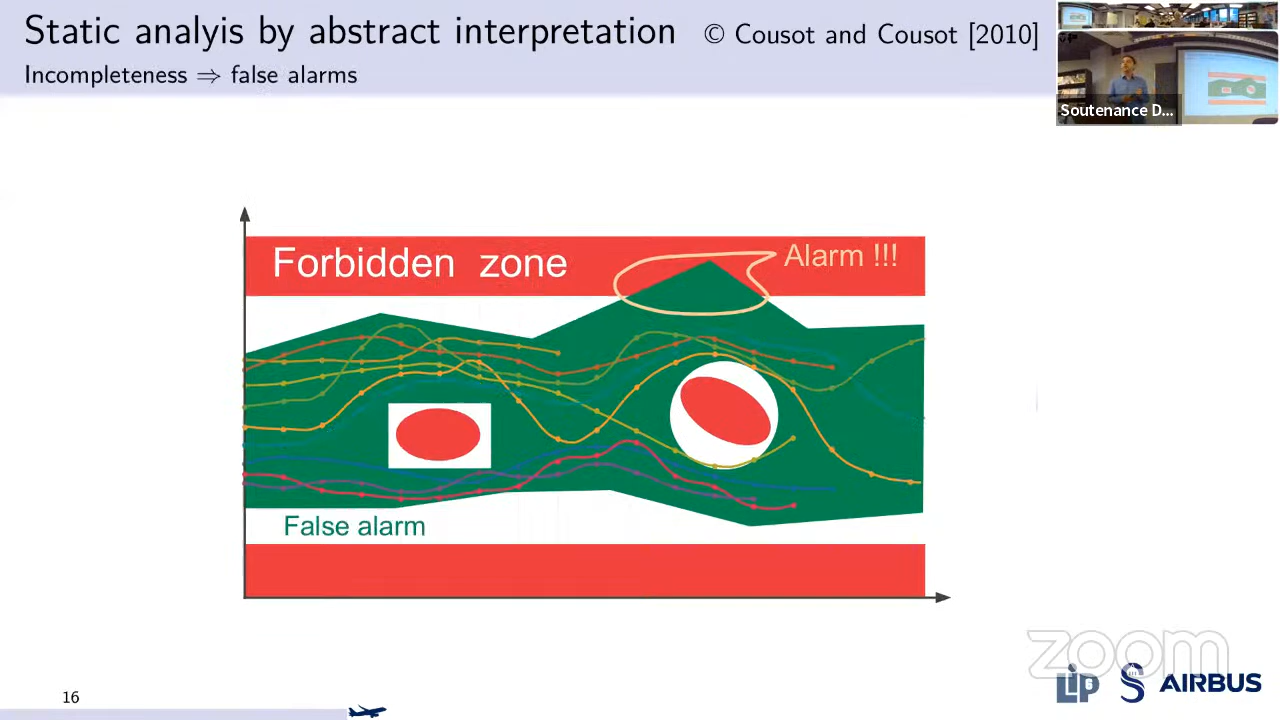 Static analyis by abstract interpretation © Cousot and Cousot [2010]
Incompleteness ⇒ false alarms
Soutenance D...
Forbidden zone
Alarm !!!
False alarm
zoom
LIP6
S
AIRBUS
16